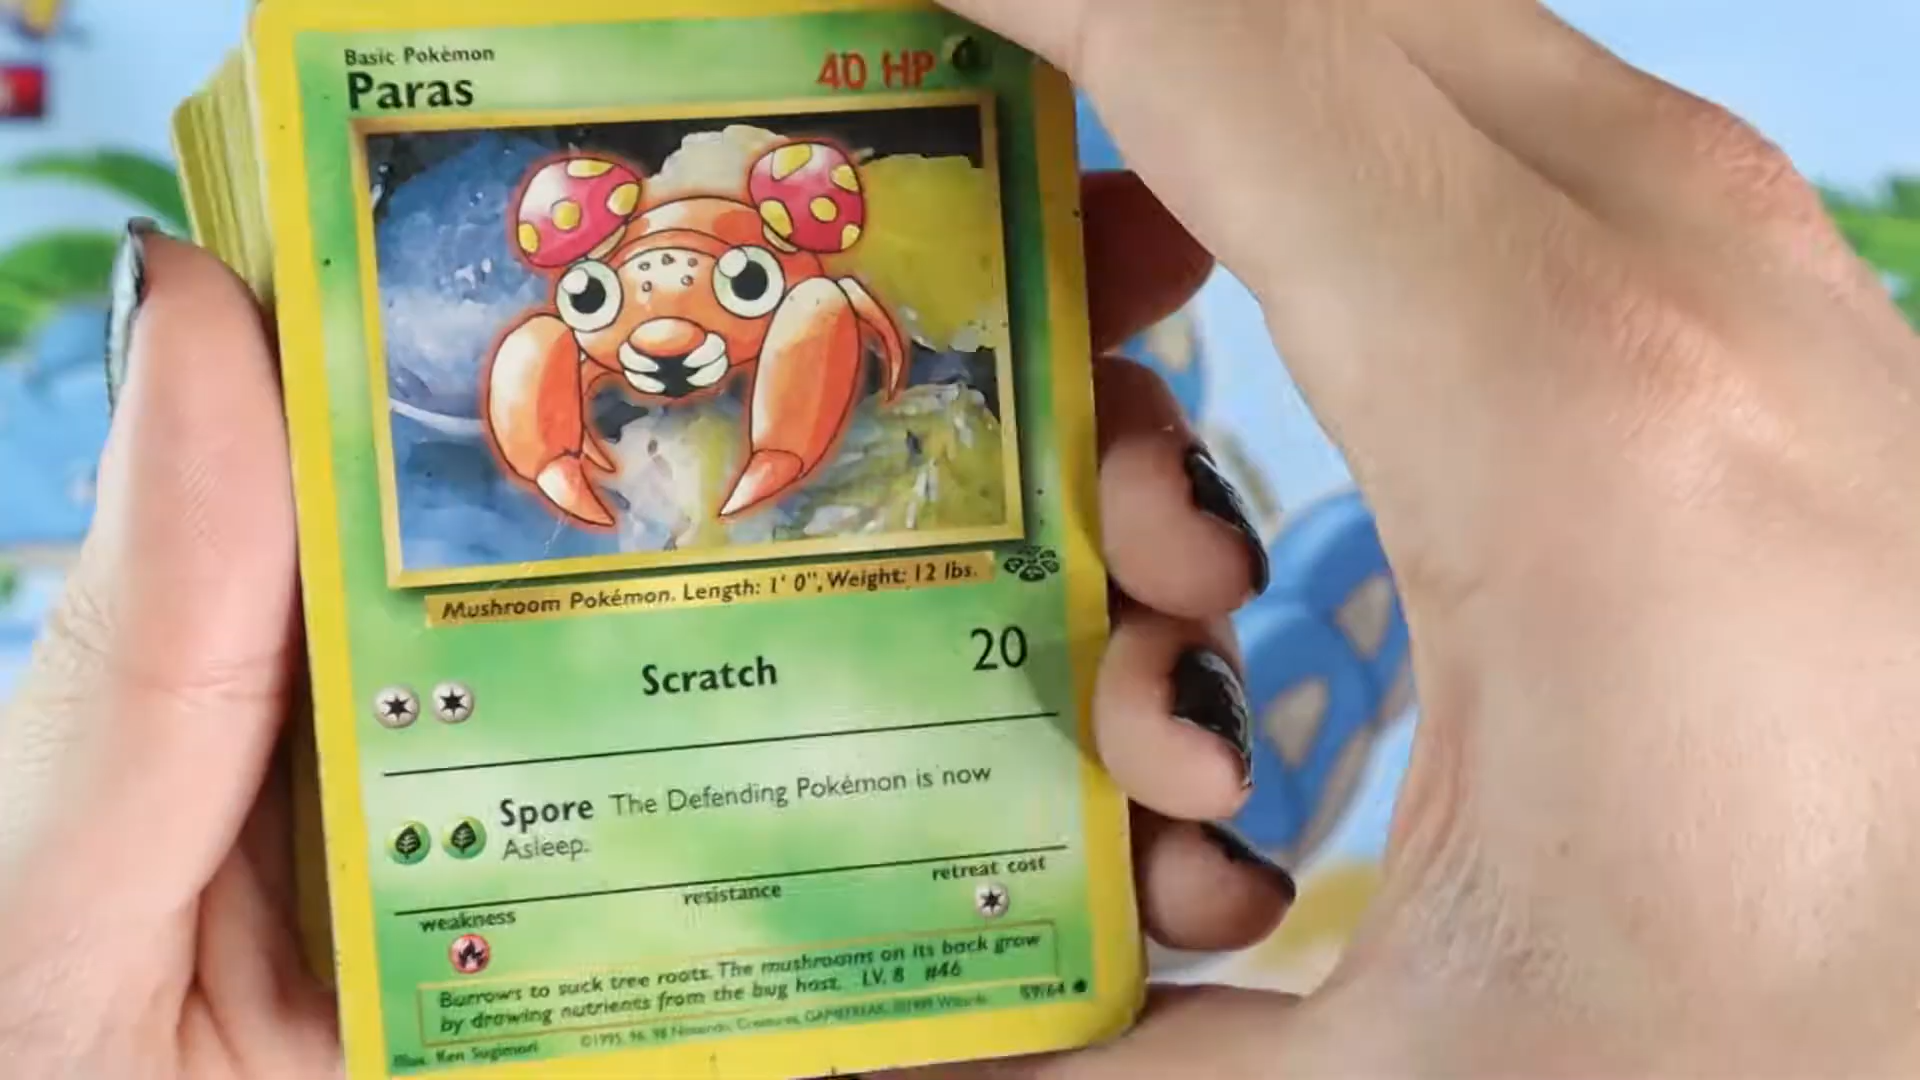 Basic Pokémon
Paras
40 HP
Mushroom Pokémon. Length: 1' 0", Weight: 12 lbs.
Scratch 20
Spore The Defending Pokémon is now
Asleep.
weakness resistance retreat cost
Burrows to suck tree roots. The mushrooms on its back grow
by drawing nutrients from the bug host. LV. 8 #46
©1995, 96, 98 Nintendo, Creatures, GAMEFREAK. ©1999 Wizards.
59/64
Illus. Ken Sugimori